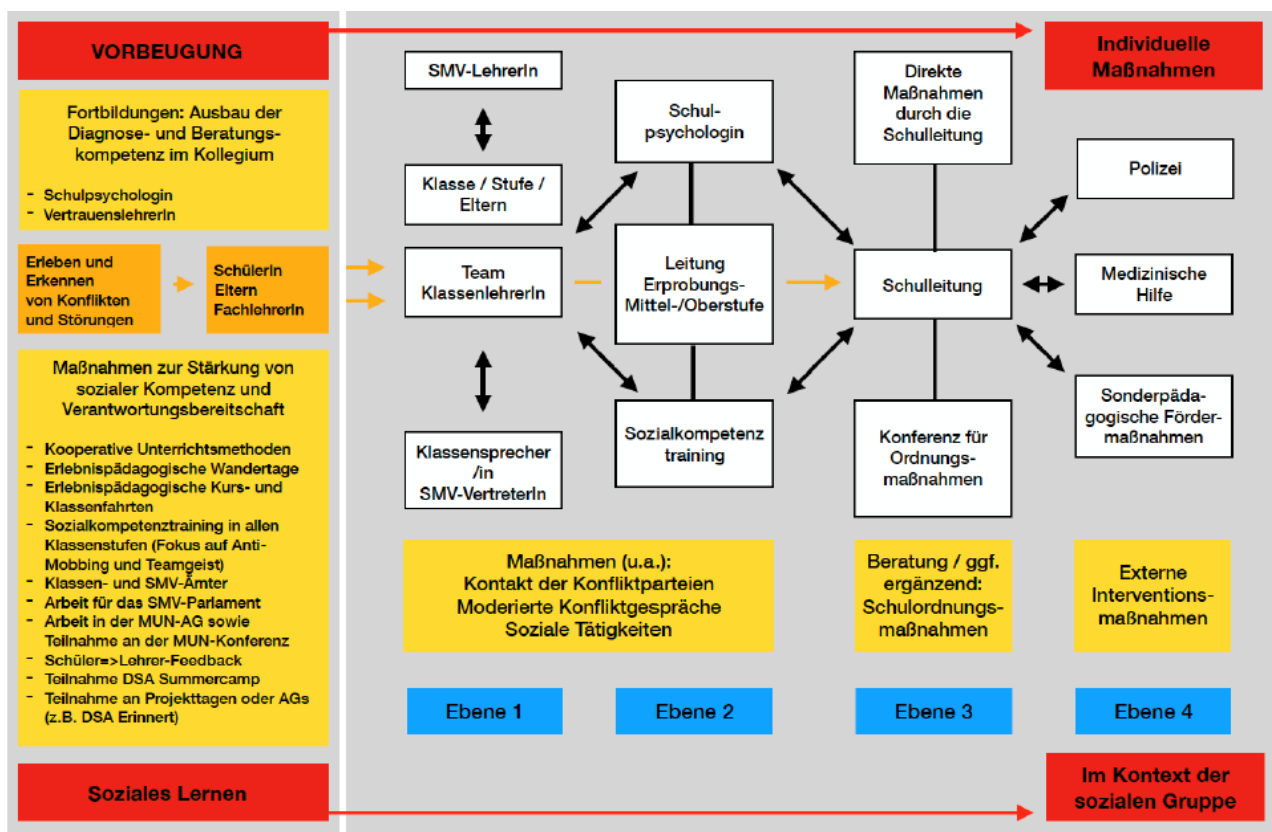 VORBEUGUNG
Fortbildungen: Ausbau der
Diagnose- und Beratungs-
kompetenz im Kollegium
- Schulpsychologin
- VertrauenslehrerIn
Erleben und
Erkennen
von Konflikten
und Störungen
SchülerIn
Eltern
FachlehrerIn
Maßnahmen zur Stärkung von
sozialer Kompetenz und
Verantwortungsbereitschaft
- Kooperative Unterrichtsmethoden
- Erlebnispädagogische Wandertage
- Erlebnispädagogische Kurs- und
Klassenfahrten
- Sozialkompetenztraining in allen
Klassenstufen (Fokus auf Anti-
Mobbing und Teamgeist)
- Klassen- und SMV-Ämter
- Arbeit für das SMV-Parlament
- Arbeit in der MUN-AG sowie
Teilnahme an der MUN-Konferenz
- Schüler=>Lehrer-Feedback
- Teilnahme DSA Summercamp
- Teilnahme an Projekttagen oder AGs
(z.B. DSA Erinnert)
Soziales Lernen
SMV-LehrerIn
Klasse / Stufe /
Eltern
Team
KlassenlehrerIn
Klassensprecher
/in
SMV-VertreterIn
Schul-
psychologin
Leitung
Erprobungs-
Mittel-/Oberstufe
Sozialkompetenz
training
Maßnahmen (u.a.):
Kontakt der Konfliktparteien
Moderierte Konfliktgespräche
Soziale Tätigkeiten
Ebene 1
Ebene 2
Direkte
Maßnahmen
durch die
Schulleitung
Schulleitung
Konferenz für
Ordnungs-
maßnahmen
Beratung / ggf.
ergänzend:
Schulordnungs-
maßnahmen
Ebene 3
Individuelle
Maßnahmen
Polizei
Medizinische
Hilfe
Sonderpäda-
gogische Förder-
maßnahmen
Externe
Interventions-
maßnahmen
Ebene 4
Im Kontext der
sozialen Gruppe